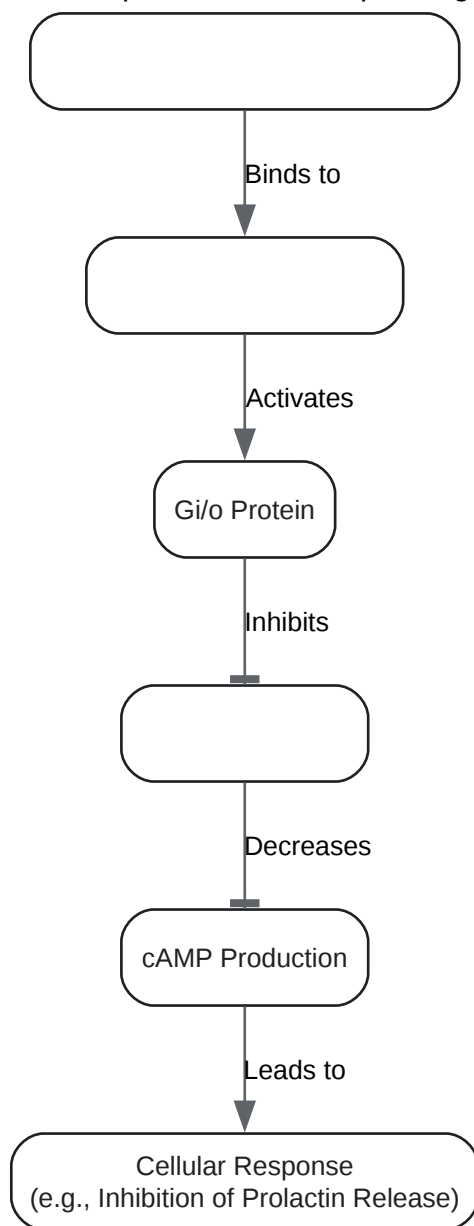 Binds to
Activates
Gi/o Protein
Inhibits
Decreases
cAMP Production
Leads to
Cellular Response
(e.g., Inhibition of Prolactin Release)